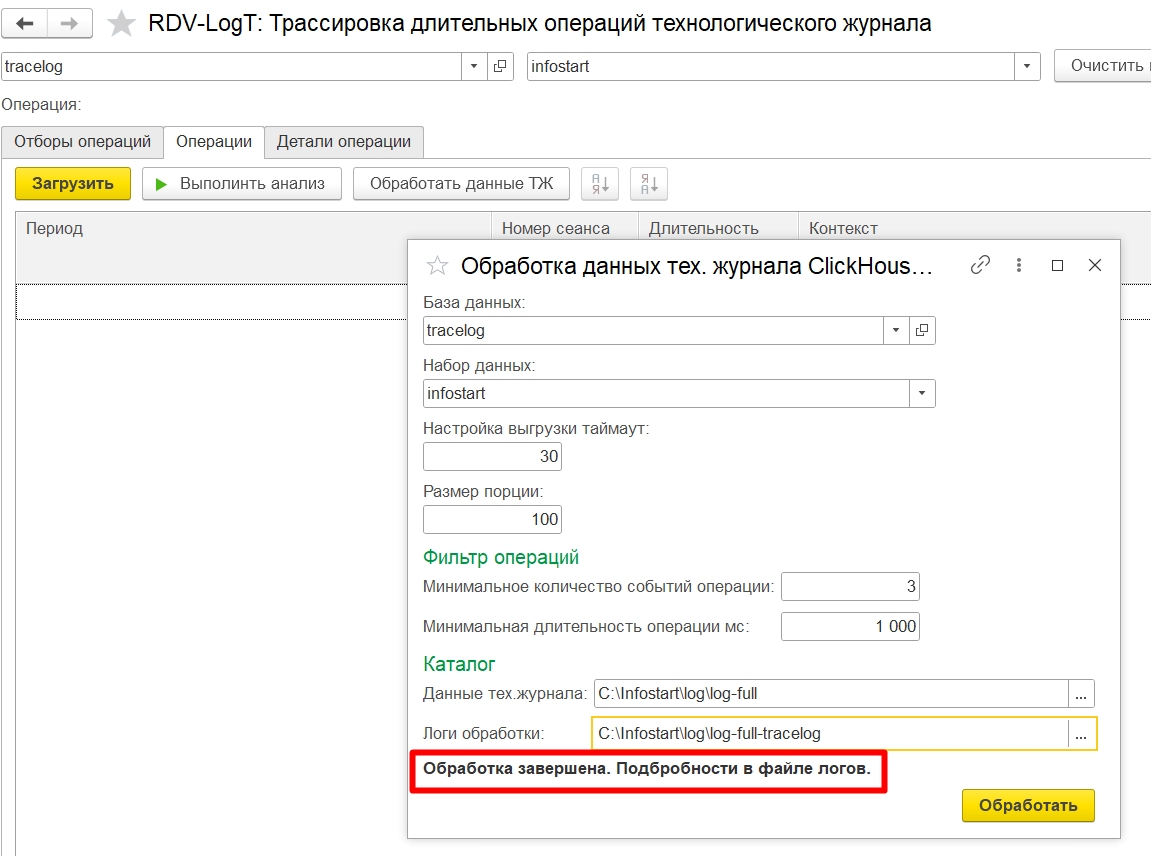 RDV-LogT: Трассировка длительных операций технологического журнала
tracelog
infostart
Очистить
Операция:
Отборы операций
Операции
Детали операции
Загрузить
Выполинть анализ
Обработать данные ТЖ
Период
Номер сеанса
Длительность
Контекст
Обработка данных тех. журнала ClickHous...
База данных:
tracelog
Набор данных:
infostart
Настройка выгрузки таймаут:
30
Размер порции:
100
Фильтр операций
Минимальное количество событий операции:
3
Минимальная длительность операции мс:
1 000
Каталог
Данные тех.журнала:
C:\Infostart\log\log-full
...
Логи обработки:
C:\Infostart\log\log-full-tracelog
...
Обработка завершена. Подбробности в файле логов.
Обработать